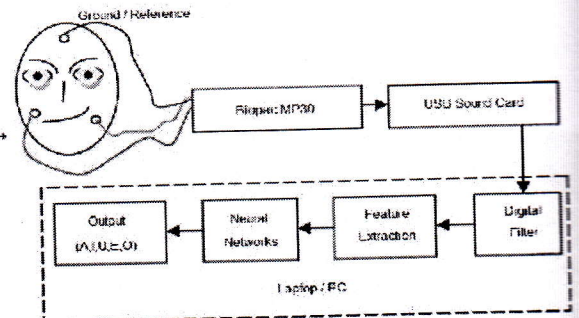 Ground / Reference
Biopac MP30
USB Sound Card
Digital
Filter
Feature
Extraction
Neural
Networks
Output
(A,I,U,E,O)
Laptop / PC